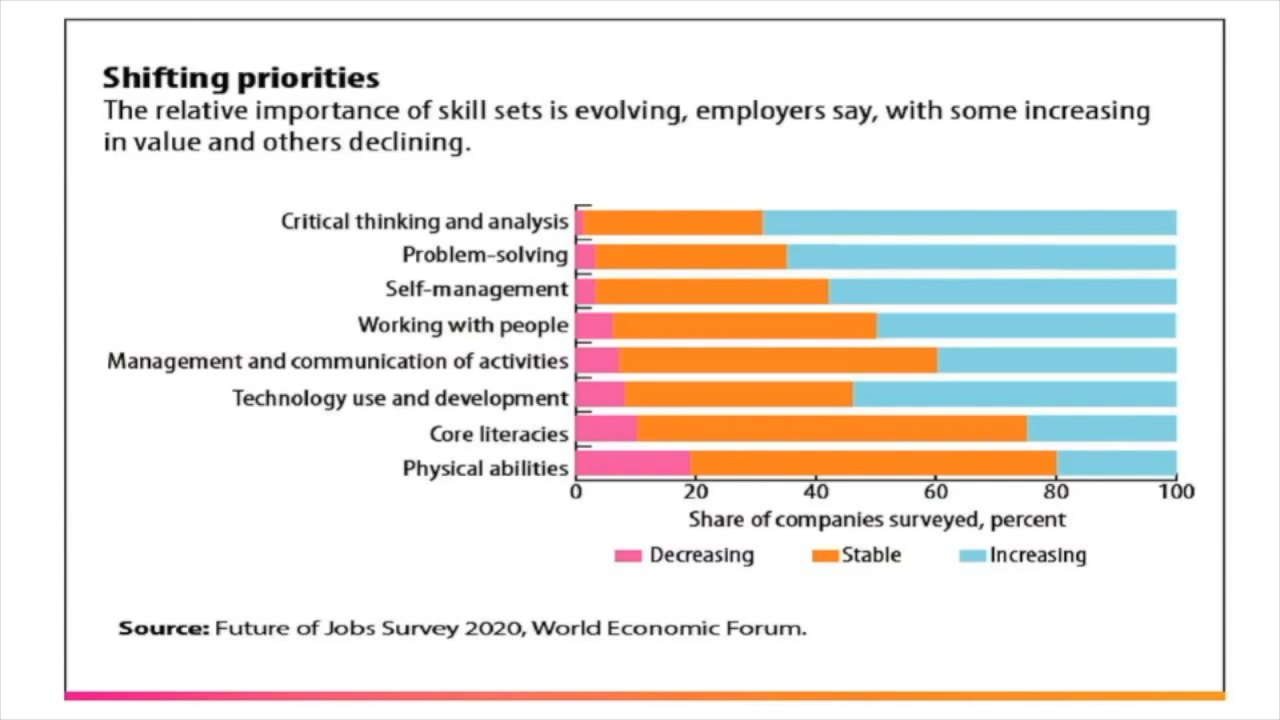 Shifting priorities
The relative importance of skill sets is evolving, employers say, with some increasing
in value and others declining.
Critical thinking and analysis
Problem-solving
Self-management
Working with people
Management and communication of activities
Technology use and development
Core literacies
Physical abilities
0 20 40 60 80 100
Share of companies surveyed, percent
Decreasing Stable Increasing
Source: Future of Jobs Survey 2020, World Economic Forum.